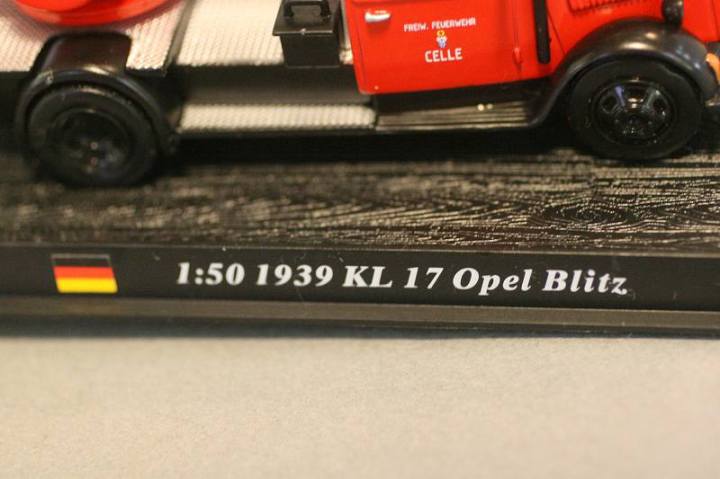 FREIW. FEUERWEHR
CELLE
1:50 1939 KL 17 Opel Blitz